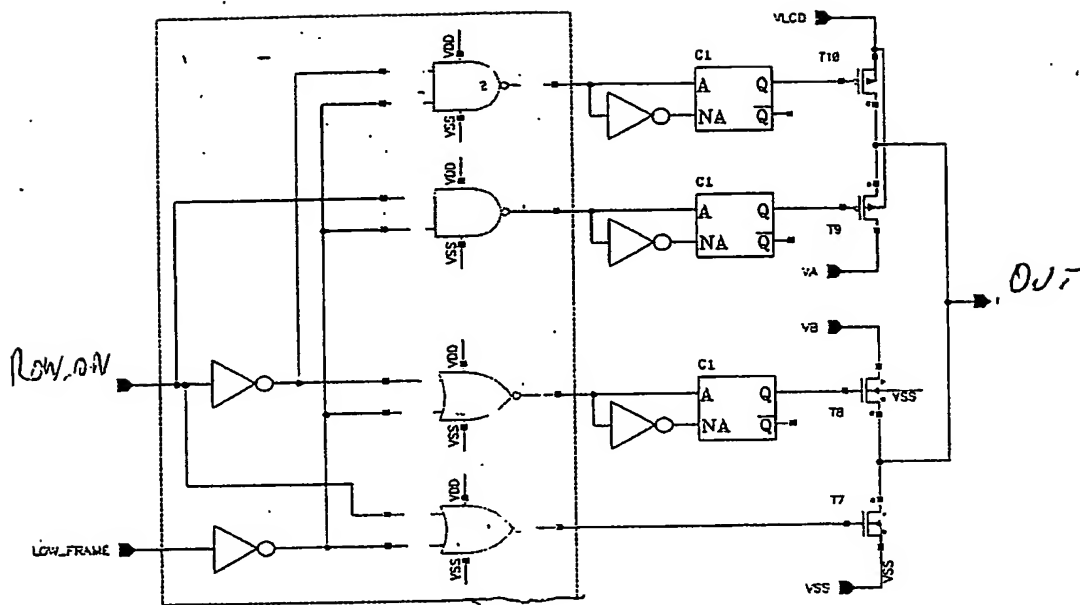 VLCD
VDD
2
VSS
C1
A Q
NA Q
T10
VDD
VSS
C1
A Q
NA Q
T9
VA
OUT
VB
ROW_ON
VDD
VSS
C1
A Q
NA Q
T8
VSS
VDD
VSS
T7
LOW_FRAME
VSS
VSS